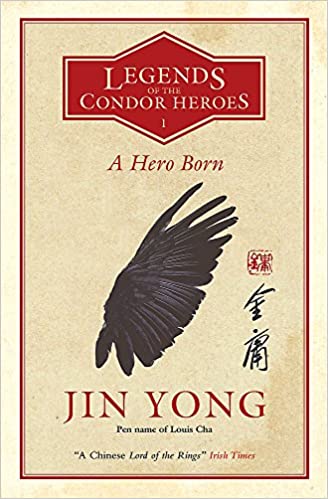 LEGENDS
OF THE
CONDOR HEROES
1
A Hero Born
金庸
JIN YONG
Pen name of Louis Cha
"A Chinese Lord of the Rings" Irish Times